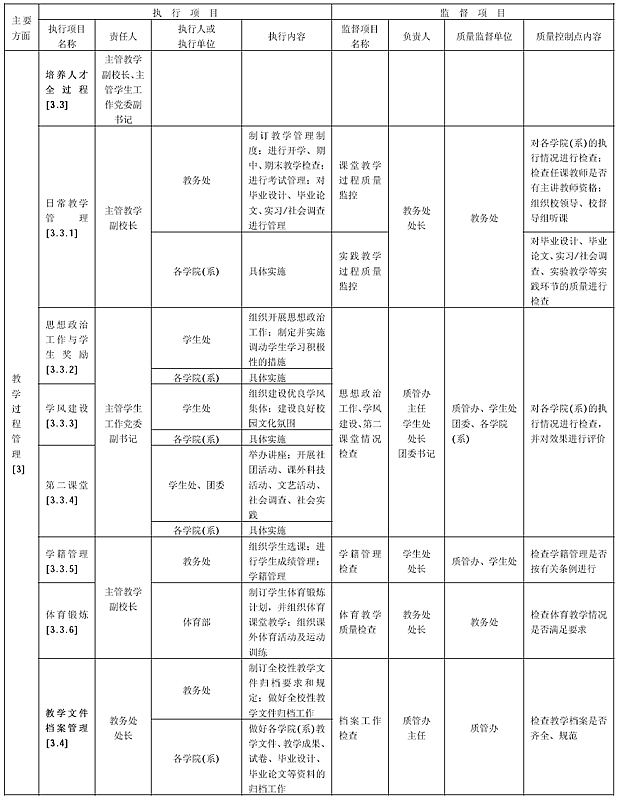 主要
方面
执行项目
监督项目
执行项目
名称
责任人
执行人或
执行单位
执行内容
监督项目
名称
负责人
质量监督单位
质量控制点内容
教
学
过
程
管
理
[3]
培养人才
全过程
[3.3]
主管教学
副校长、主
管学生工
作党委副
书记
日常教学
管理
[3.3.1]
主管教学
副校长
教务处
制订教学管理制
度；进行开学、期
中、期末教学检查；
进行考试管理；对
毕业设计、毕业论
文、实习/社会调查
进行管理
课堂教学
过程质量
监控
教务处
处长
教务处
对各学院(系)的执
行情况进行检查；
检查任课教师是否
有主讲教师资格；
组织校领导、校督
导组听课
各学院(系)
具体实施
实践教学
过程质量
监控
对毕业设计、毕业
论文、实习/社会调
查、实验教学等实
践环节的质量进行
检查
思想政治
工作与学
生奖励
[3.3.2]
主管学生
工作党委
副书记
学生处
组织开展思想政治
工作；制定并实施
调动学生学习积极
性的措施
各学院(系)
具体实施
思想政治
工作、学风
建设、第二
课堂情况
检查
质管办
主任
学生处
处长
团委书记
质管办、学生处
团委、各学院
(系)
对各学院(系)的执
行情况进行检查，
并对效果进行评价
学风建设
[3.3.3]
学生处
组织建设优良学风
集体；建设良好校
园文化氛围
各学院(系)
具体实施
第二课堂
[3.3.4]
学生处、团委
举办讲座；开展社
团活动、课外科技
活动、文艺活动、
社会调查、社会实
践
各学院(系)
具体实施
学籍管理
[3.3.5]
主管教学
副校长
教务处
组织学生选课；进
行学生成绩管理；
学籍管理
学籍管理
检查
学生处
处长
质管办、学生处
检查学籍管理是否
按有关条例进行
体育锻炼
[3.3.6]
体育部
制订学生体育锻炼
计划，并组织体育
课堂教学；组织课
外体育活动及运动
训练
体育教学
质量检查
教务处
处长
教务处
检查体育教学情况
是否满足要求
教学文件
档案管理
[3.4]
教务处
处长
教务处
制订全校性教学文
件归档要求和规
定；做好全校性教
学文件归档工作
档案工作
检查
质管办
主任
质管办
检查教学档案是否
齐全、规范
各学院(系)
做好各学院(系)教
学文件、教学成果、
试卷、毕业设计、
毕业论文等资料的
归档工作